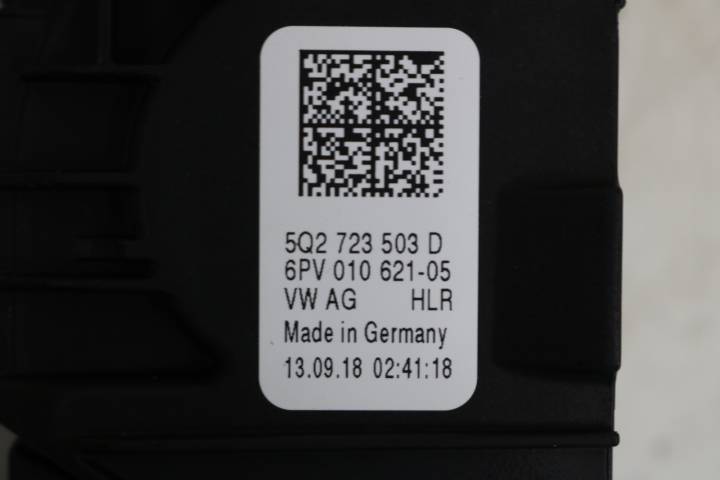 5Q2 723 503 D
6PV 010 621-05
VW AG HLR
Made in Germany
13.09.18 02:41:18